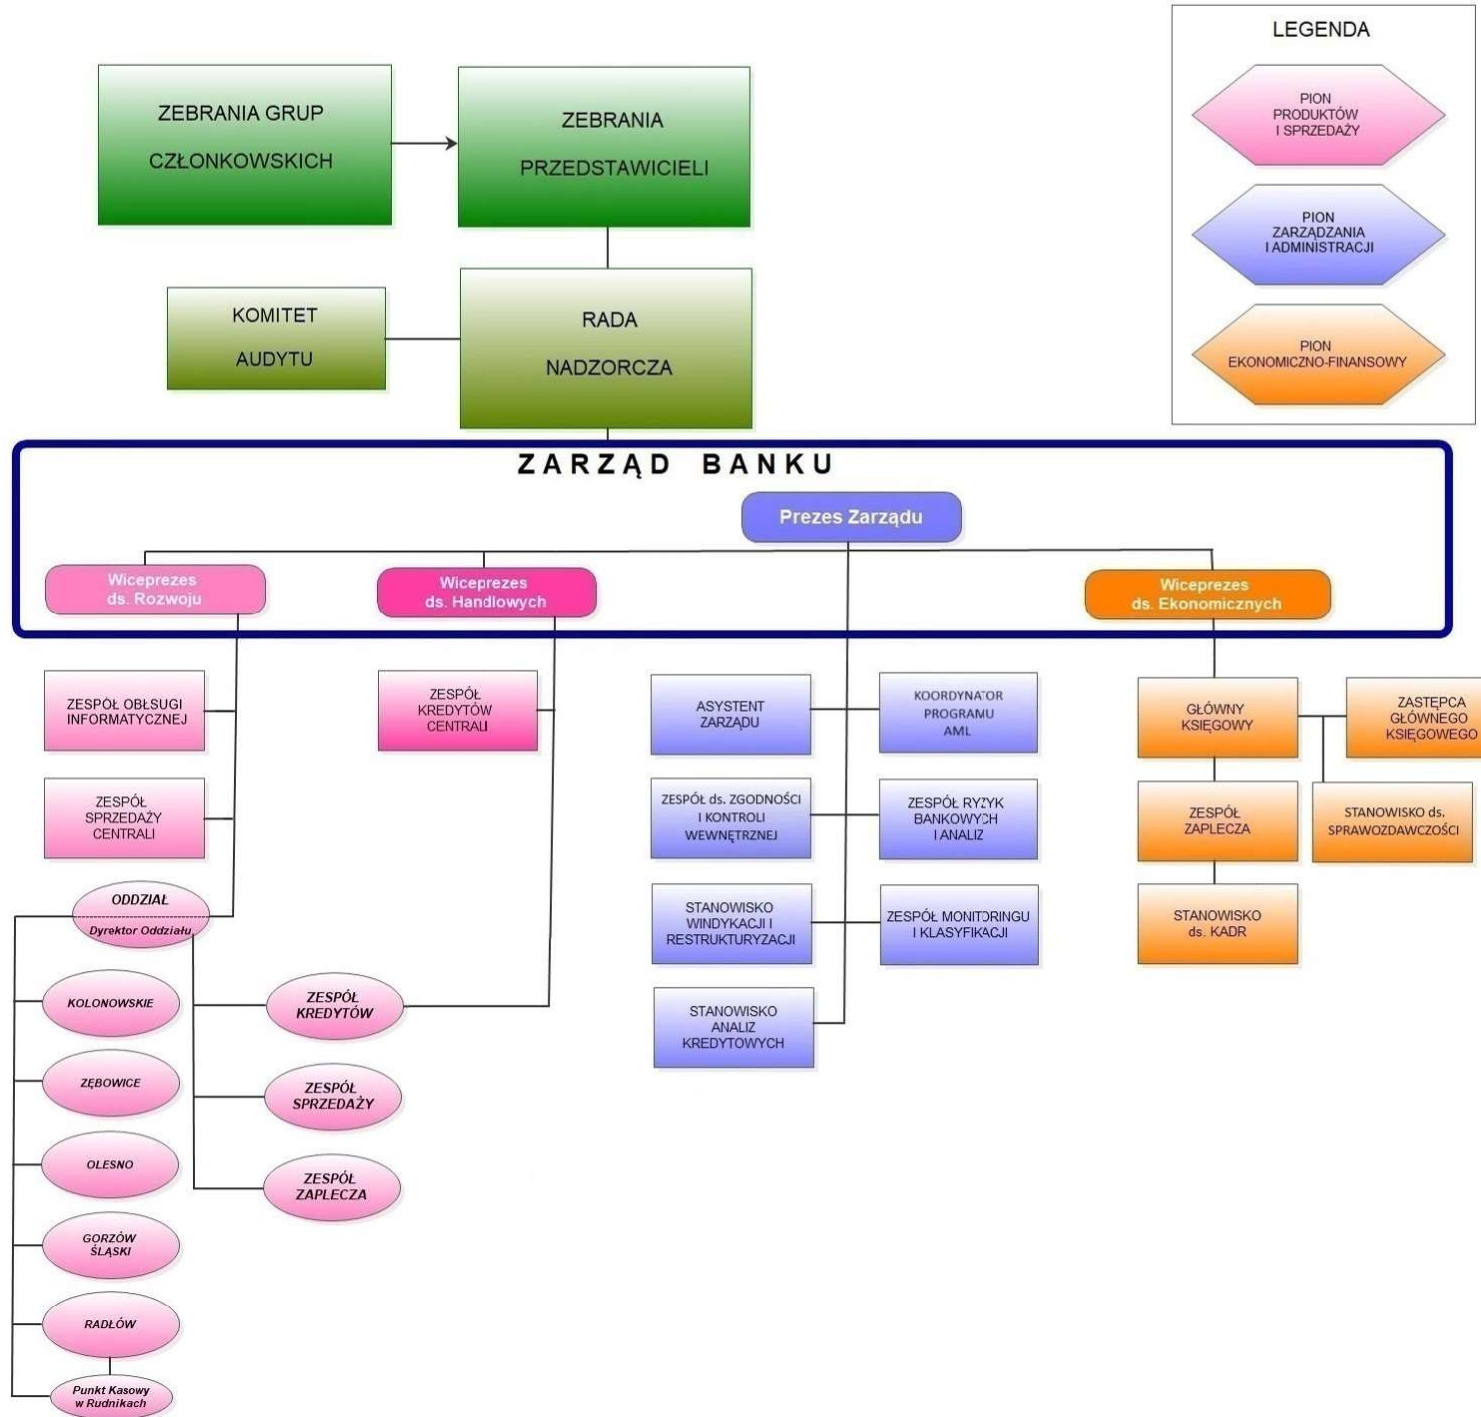 LEGENDA
PION
PRODUKTÓW
I SPRZEDAŻY
PION
ZARZĄDZANIA
I ADMINISTRACJI
PION
EKONOMICZNO-FINANSOWY
ZEBRANIA GRUP
CZŁONKOWSKICH
ZEBRANIA
PRZEDSTAWICIELI
KOMITET
AUDYTU
RADA
NADZORCZA
ZARZĄD BANKU
Prezes Zarządu
Wiceprezes
ds. Rozwoju
Wiceprezes
ds. Handlowych
Wiceprezes
ds. Ekonomicznych
ZESPÓŁ OBŁSUGI
INFORMATYCZNEJ
ZESPÓŁ
SPRZEDAŻY
CENTRALI
ODDZIAŁ
Dyrektor Oddziału
KOLONOWSKIE
ZĘBOWICE
OLESNO
GORZÓW
ŚLĄSKI
RADŁÓW
Punkt Kasowy
w Rudnikach
ZESPÓŁ
KREDYTÓW
CENTRALI
ZESPÓŁ
KREDYTÓW
ZESPÓŁ
SPRZEDAŻY
ZESPÓŁ
ZAPLECZA
ASYSTENT
ZARZĄDU
KOORDYNATOR
PROGRAMU
AML
ZESPÓŁ ds. ZGODNOŚCI
I KONTROLI
WEWNĘTRZNEJ
ZESPÓŁ RYZYK
BANKOWYCH
I ANALIZ
STANOWISKO
WINDYKACJI I
RESTRUKTURYZACJI
ZESPÓŁ MONITORINGU
I KLASYFIKACJI
STANOWISKO
ANALIZ
KREDYTOWYCH
GŁÓWNY
KSIĘGOWY
ZASTĘPCA
GŁÓWNEGO
KSIĘGOWEGO
ZESPÓŁ
ZAPLECZA
STANOWISKO ds.
SPRAWOZDAWCZOŚCI
STANOWISKO
ds. KADR